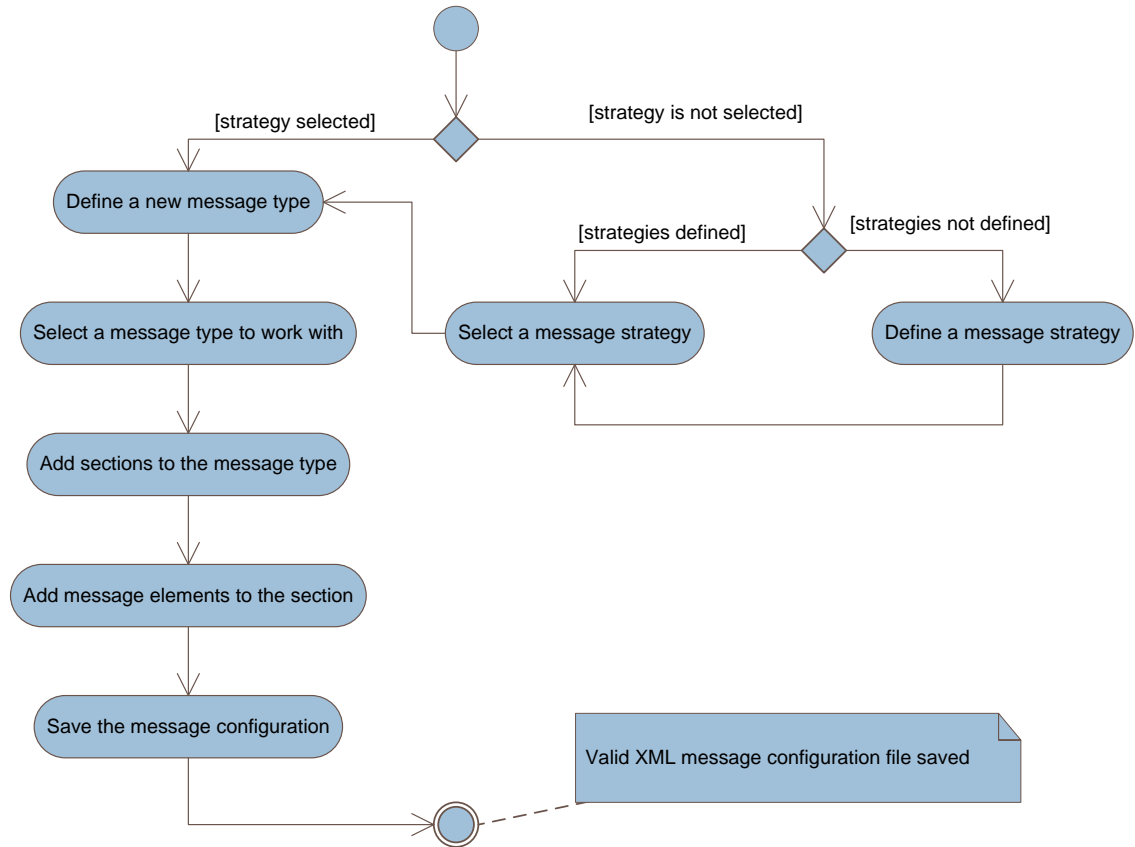 [strategy selected]
[strategy is not selected]
Define a new message type
[strategies defined]
[strategies not defined]
Select a message type to work with
Select a message strategy
Define a message strategy
Add sections to the message type
Add message elements to the section
Save the message configuration
Valid XML message configuration file saved